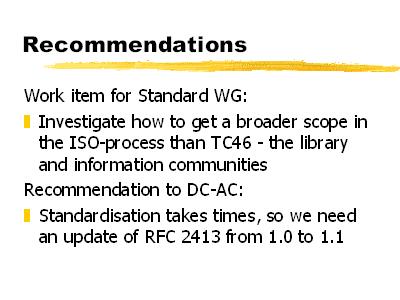 Recommendations
Work item for Standard WG:
Investigate how to get a broader scope in
the ISO-process than TC46 - the library
and information communities
Recommendation to DC-AC:
Standardisation takes times, so we need
an update of RFC 2413 from 1.0 to 1.1